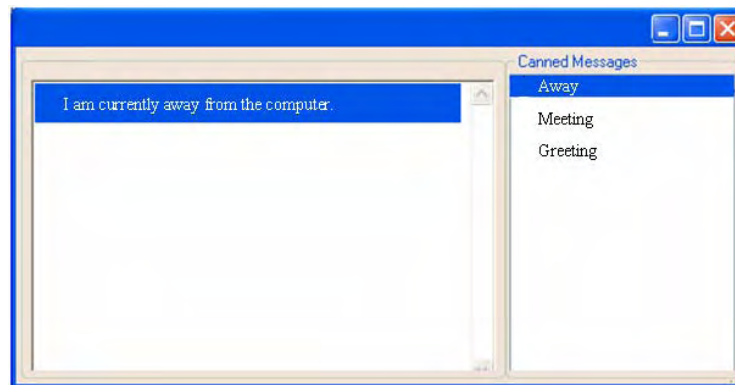 Canned Messages
I am currently away from the computer.
Away
Meeting
Greeting